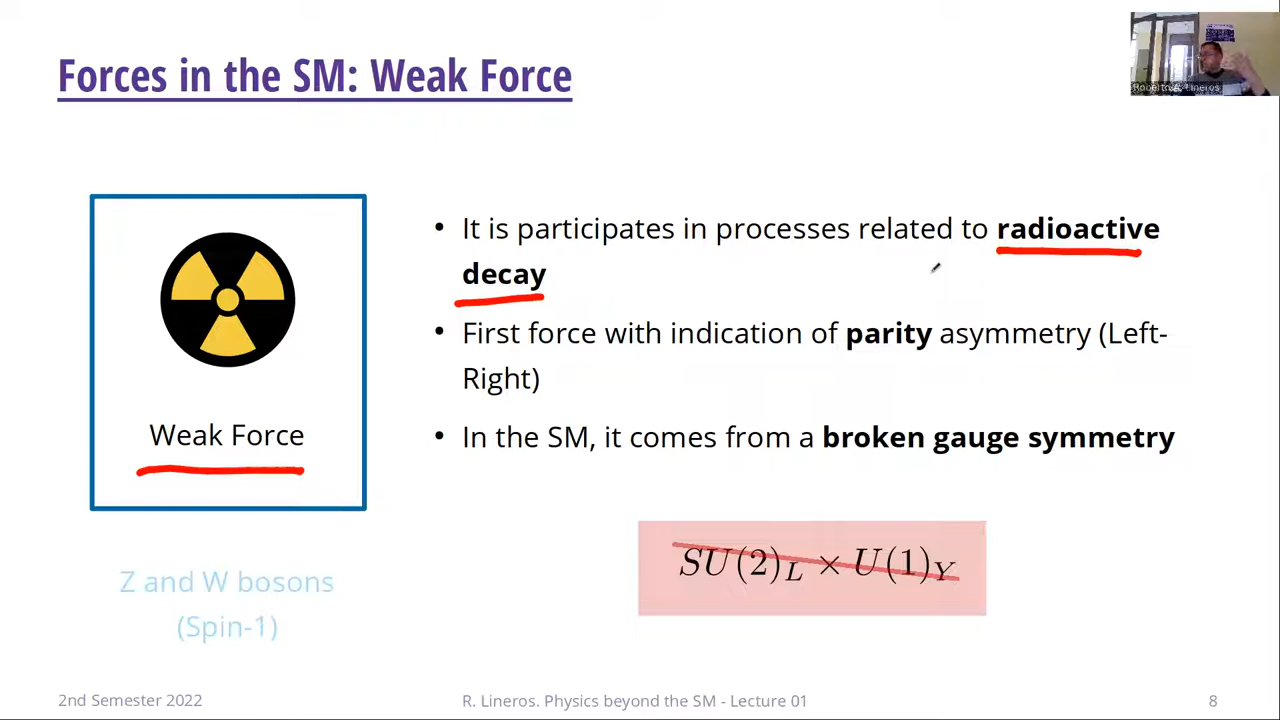 Forces in the SM: Weak Force
Roberto A. Lineros
• It is participates in processes related to radioactive
decay
• First force with indication of parity asymmetry (Left-
Right)
• In the SM, it comes from a broken gauge symmetry
Weak Force
SU(2)_L × U(1)_Y
Z and W bosons
(Spin-1)
2nd Semester 2022
R. Lineros. Physics beyond the SM - Lecture 01
8